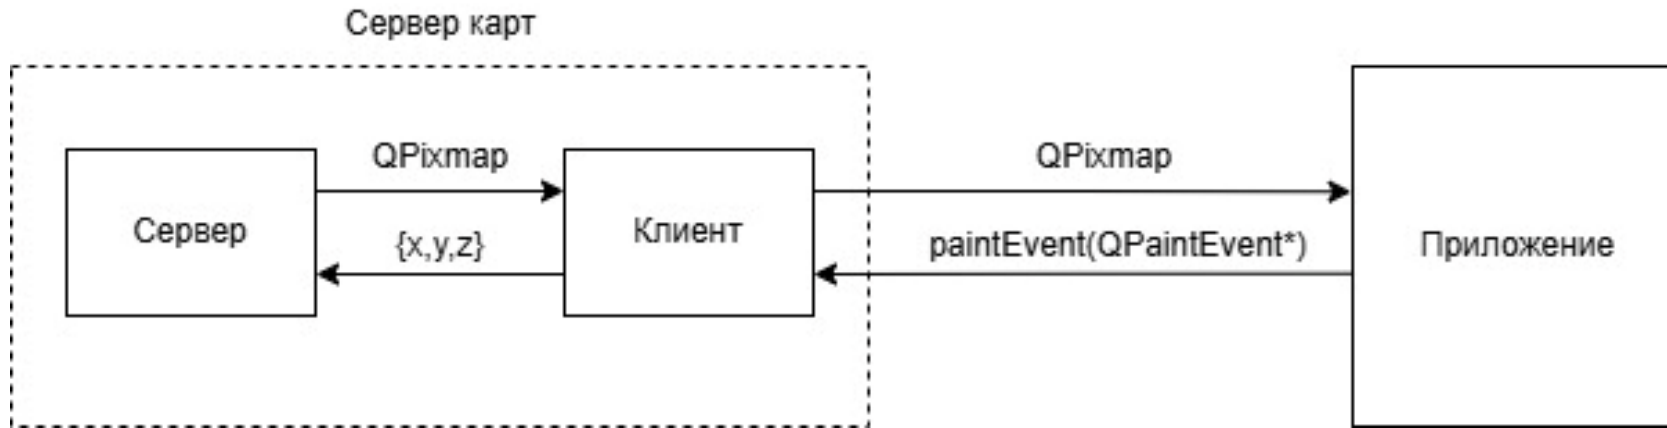 Сервер карт
QPixmap
QPixmap
Сервер
{x,y,z}
Клиент
paintEvent(QPaintEvent*)
Приложение